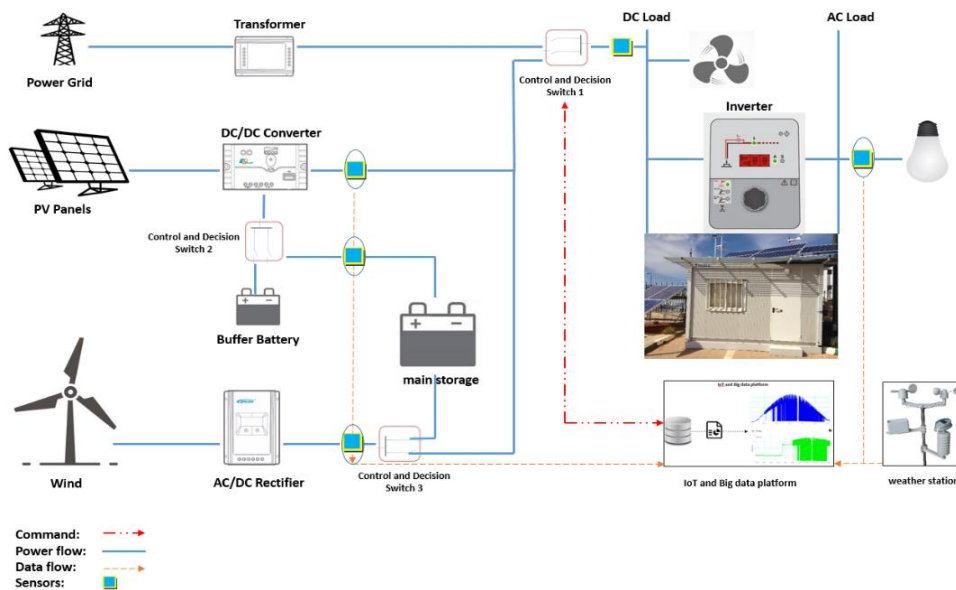 DC Load
AC Load
Transformer
Power Grid
Control and Decision
Switch 1
Inverter
DC/DC Converter
PV Panels
Control and Decision
Switch 2
Buffer Battery
main storage
IoT and Big data platform
Wind
AC/DC Rectifier
Control and Decision
Switch 3
IoT and Big data platform
weather station
Command:
Power flow:
Data flow:
Sensors: